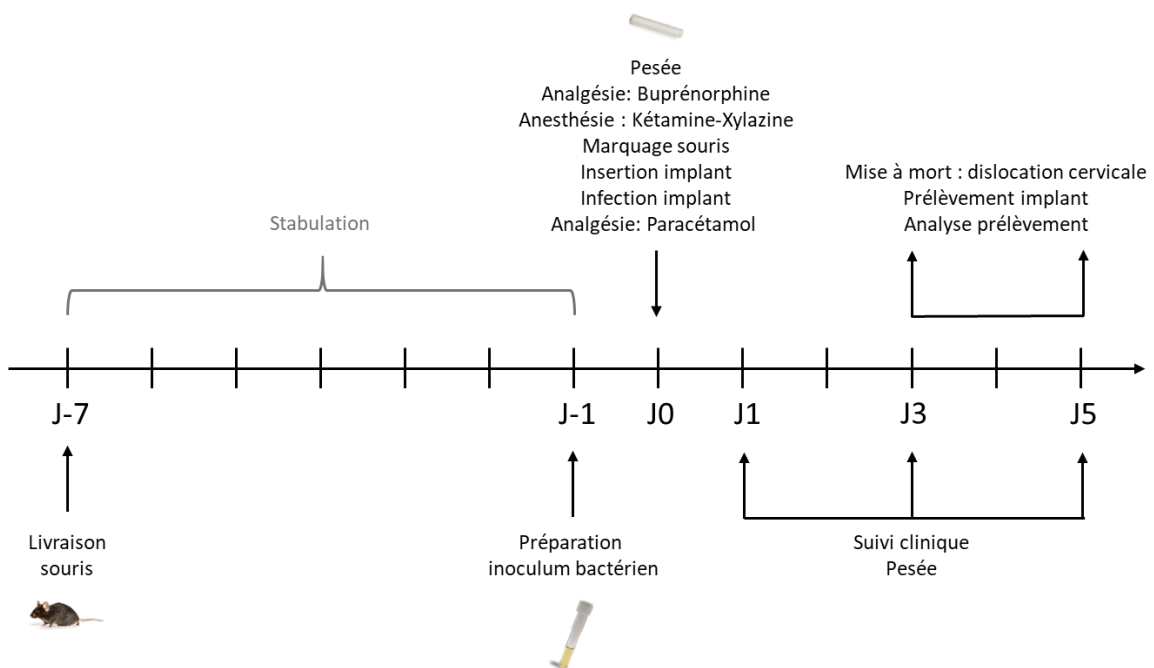 Pesée
Analgésie: Buprénorphine
Anesthésie : Kétamine-Xylazine
Marquage souris
Insertion implant
Infection implant
Analgésie: Paracétamol
Mise à mort : dislocation cervicale
Prélèvement implant
Analyse prélèvement
Stabulation
J-7
J-1
J0
J1
J3
J5
Livraison
souris
Préparation
inoculum bactérien
Suivi clinique
Pesée